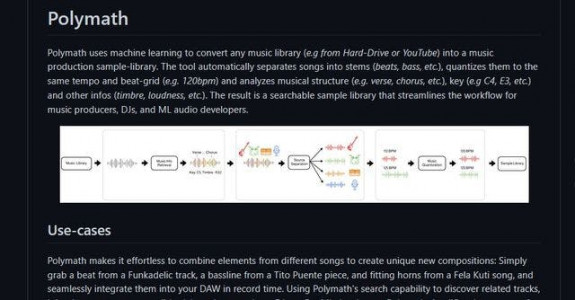 Polymath
Polymath uses machine learning to convert any music library (e.g from Hard-Drive or YouTube) into a music
production sample-library. The tool automatically separates songs into stems (beats, bass, etc.), quantizes them to the
same tempo and beat-grid (e.g. 120bpm) and analyzes musical structure (e.g. verse, chorus, etc.), key (e.g C4, E3, etc.)
and other infos (timbre, loudness, etc.). The result is a searchable sample library that streamlines the workflow for
music producers, DJs, and ML audio developers.
Music Library
Music Info
Retrieval
Verse
Chorus
Source
Separation
Music
Sample Library
Use-cases
Polymath makes it effortless to combine elements from different songs to create unique new compositions: Simply
grab a beat from a Funkadelic track, a bassline from a Tito Puente piece, and fitting horns from a Fela Kuti song, and
seamlessly integrate them into your DAW in record time. Using Polymath's search capability to discover related tracks,